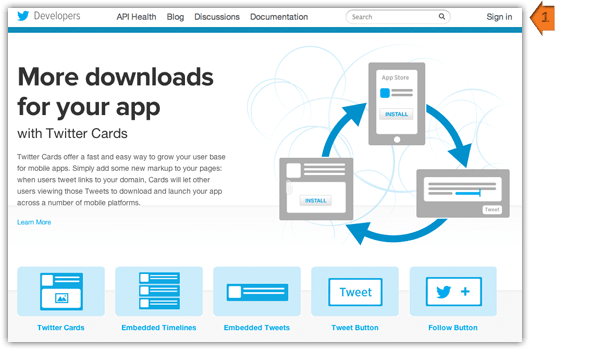 Developers API Health Blog Discussions Documentation Search Sign in 1
More downloads
for your app
with Twitter Cards
Twitter Cards offer a fast and easy way to grow your user base
for mobile apps. Simply add some new markup to your pages:
when users tweet links to your domain, Cards will let other
users viewing those Tweets to download and launch your app
across a number of mobile platforms.
Learn More
App Store
INSTALL
INSTALL
Tweet
Tweet
Twitter Cards Embedded Timelines Embedded Tweets Tweet Button Follow Button